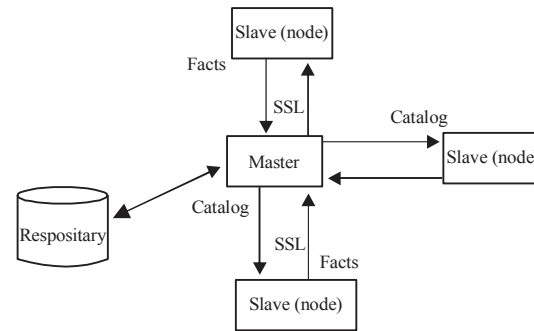 Slave (node)
Facts
SSL
Catalog
Master
Slave (node
Catalog
Respositary
SSL
Facts
Slave (node)